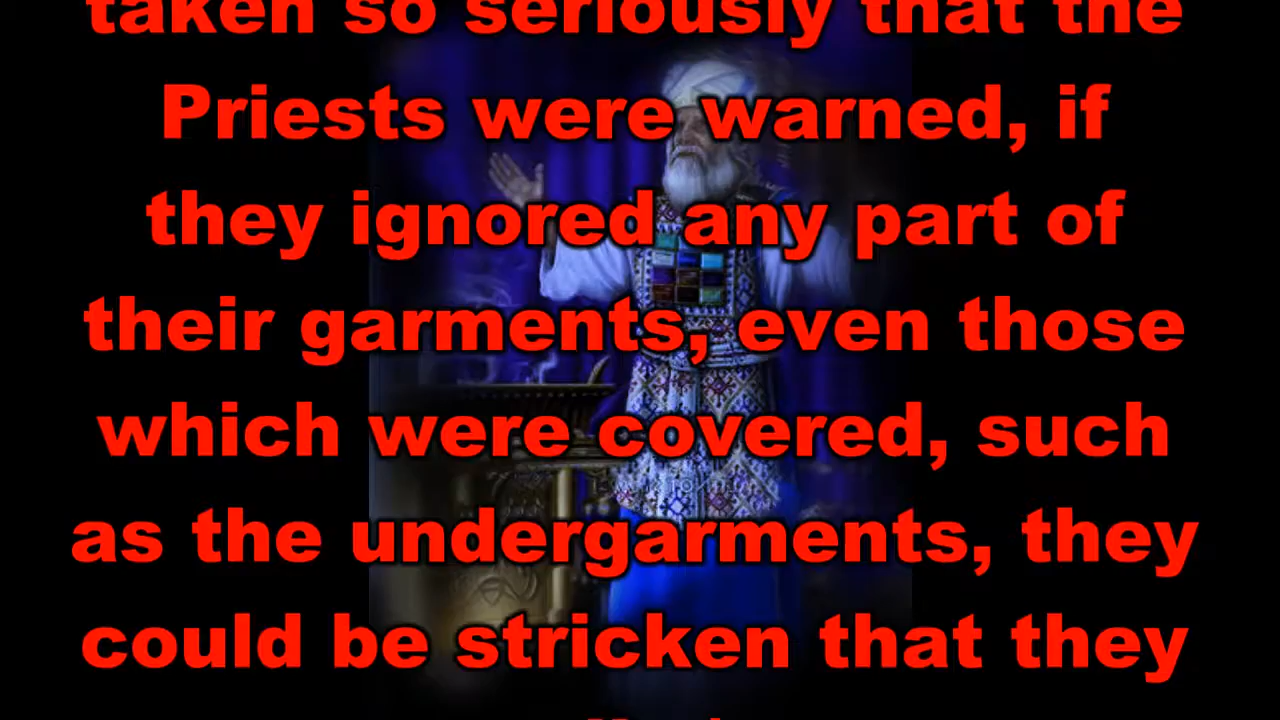 taken so seriously that the
Priests were warned, if
they ignored any part of
their garments, even those
which were covered, such
as the undergarments, they
could be stricken that they